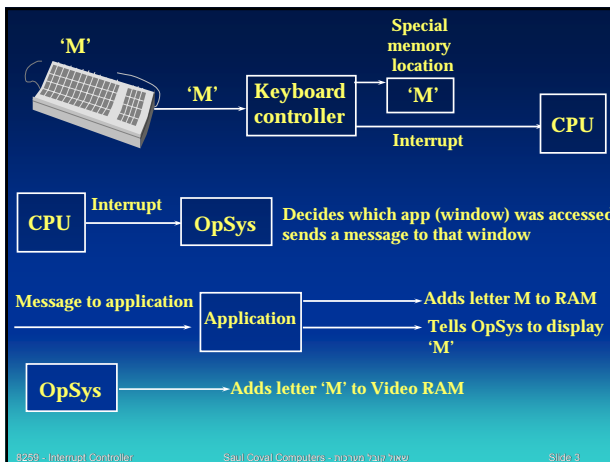 ‘M’
Special
memory
location
‘M’
Keyboard
controller
‘M’
CPU
Interrupt
Interrupt
CPU
OpSys
Decides which app (window) was accessed
sends a message to that window
Message to application
Application
Adds letter M to RAM
Tells OpSys to display
‘M’
OpSys
Adds letter ‘M’ to Video RAM
8259 - Interrupt Controller
Saul Coval Computers - שאול קובל מערכות
Slide 3